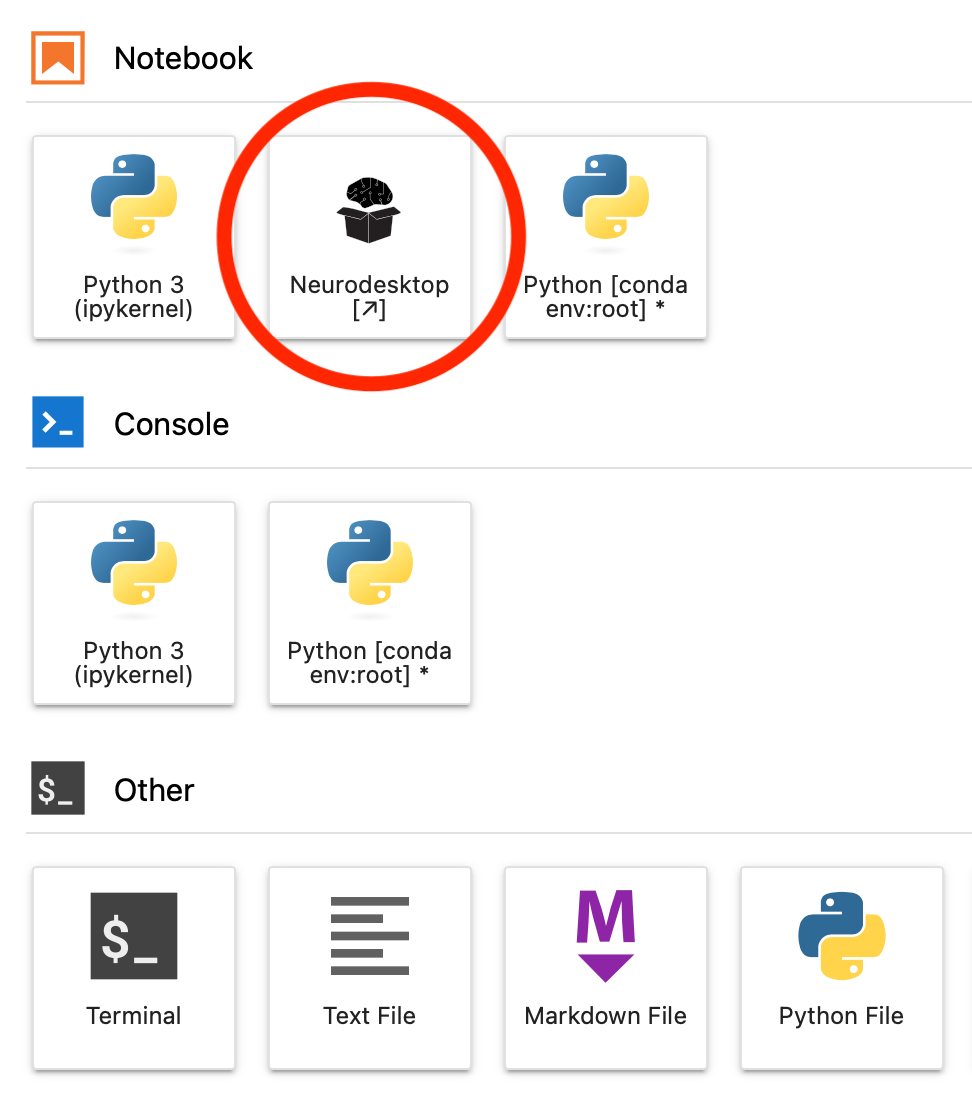 Notebook
Python 3
(ipykernel)
Neurodesktop
[↗]
Python [conda
env:root] *
Console
Python 3
(ipykernel)
Python [conda
env:root] *
$_
Other
$_
Terminal
Text File
M
Markdown File
Python File